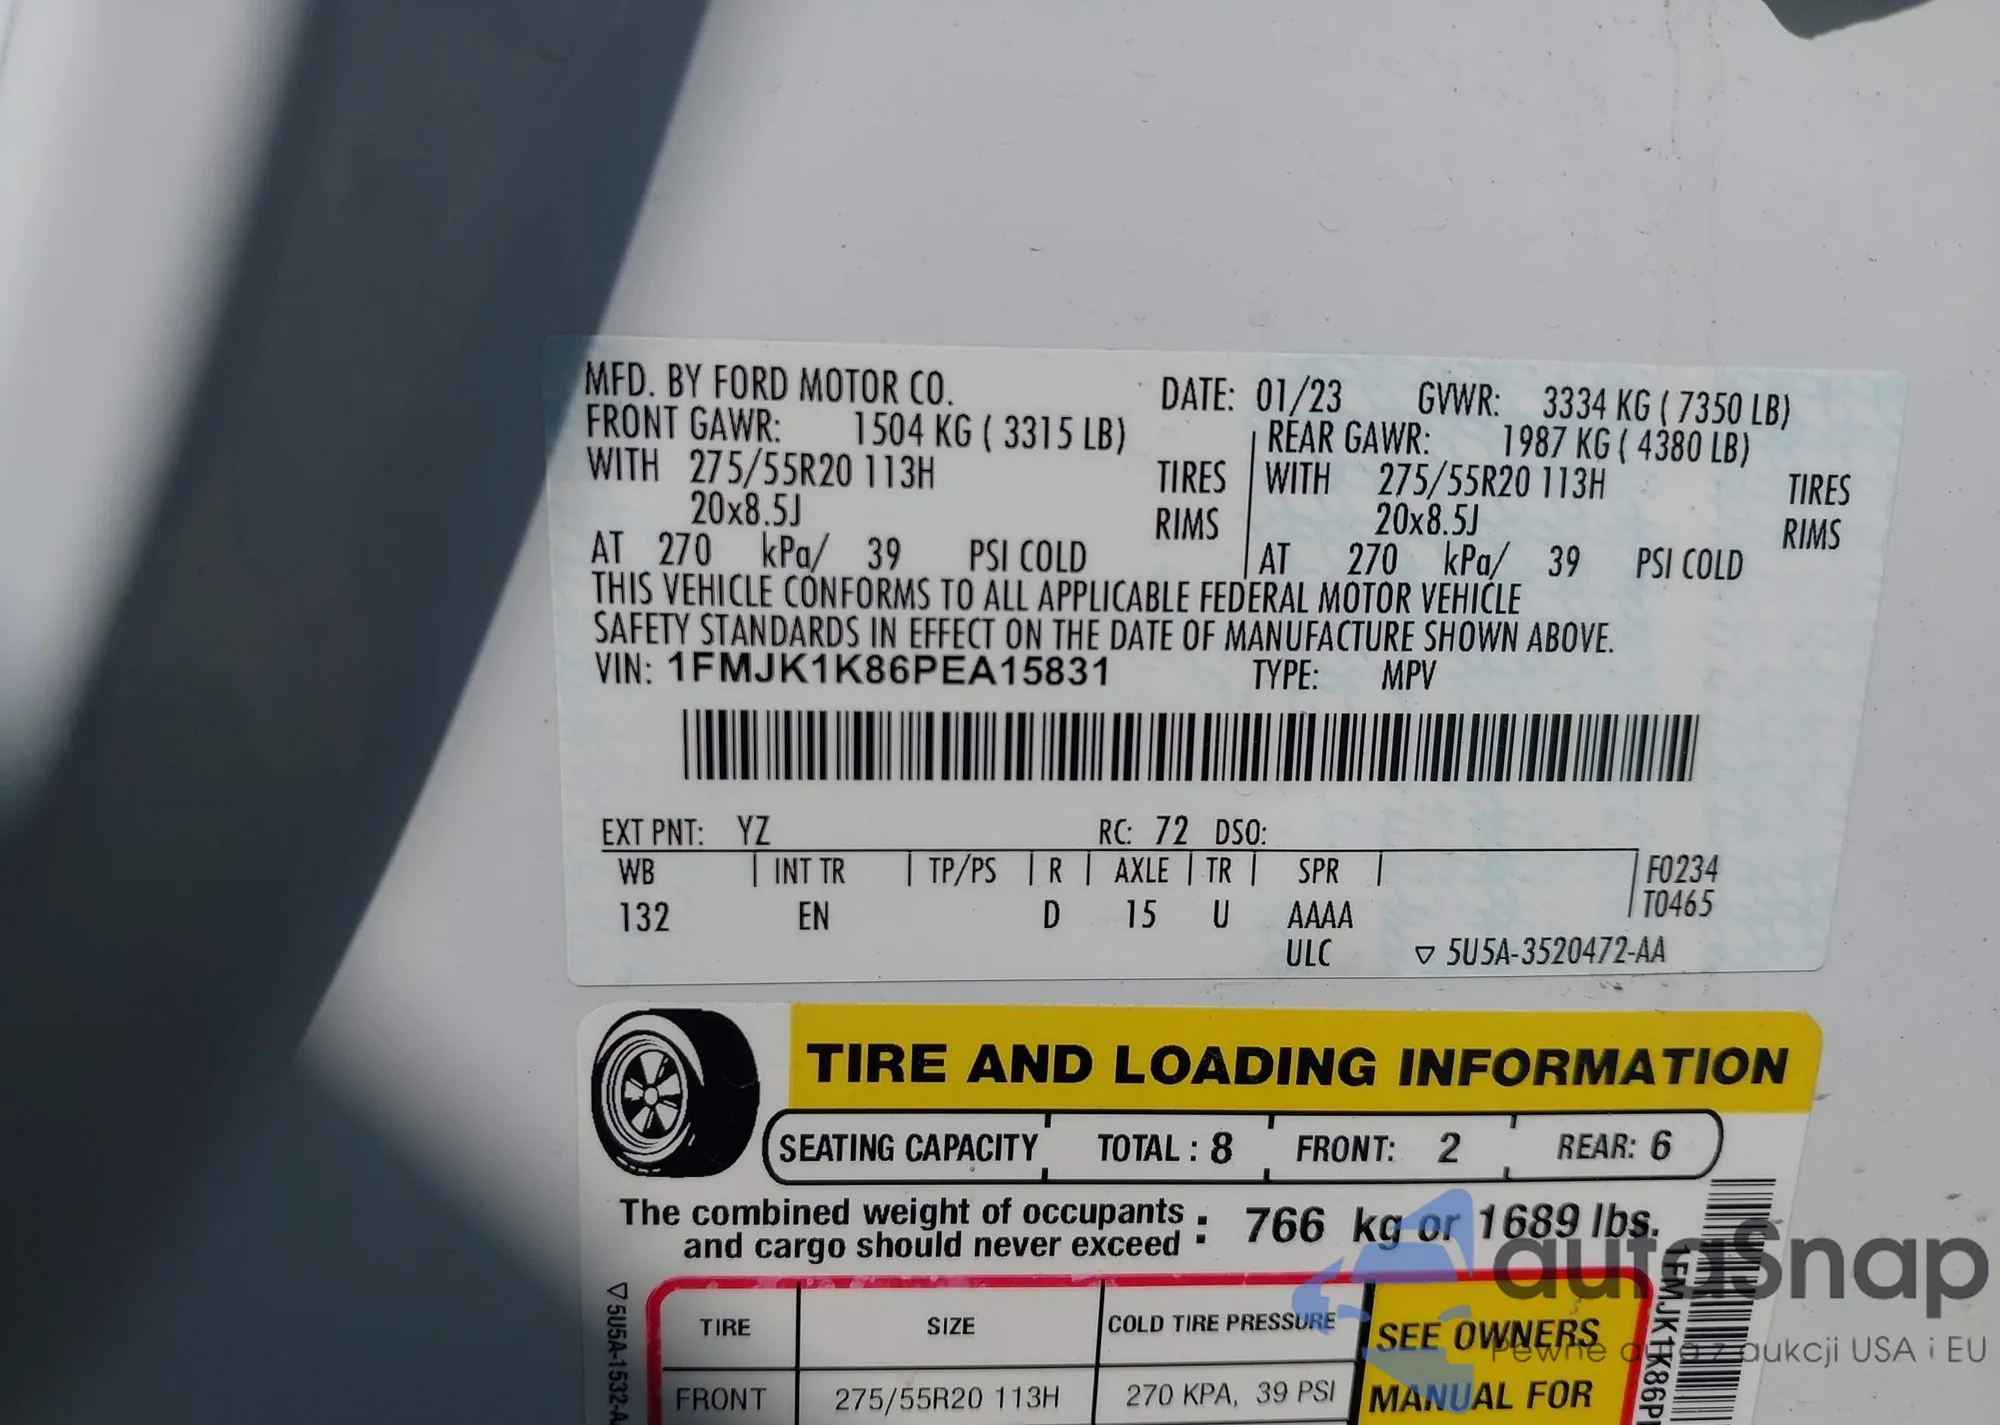 MFD. BY FORD MOTOR CO. DATE: 01/23 GVWR: 3334 KG ( 7350 LB)
FRONT GAWR: 1504 KG ( 3315 LB) REAR GAWR: 1987 KG ( 4380 LB)
WITH 275/55R20 113H TIRES WITH 275/55R20 113H TIRES
20x8.5J RIMS 20x8.5J RIMS
AT 270 kPa/ 39 PSI COLD AT 270 kPa/ 39 PSI COLD
THIS VEHICLE CONFORMS TO ALL APPLICABLE FEDERAL MOTOR VEHICLE
SAFETY STANDARDS IN EFFECT ON THE DATE OF MANUFACTURE SHOWN ABOVE.
VIN: 1FMJK1K86PEA15831 TYPE: MPV
EXT PNT: YZ RC: 72 DSO:
WB INT TR TP/PS R AXLE TR SPR F0234
132 EN D 15 U AAAA T0465
ULC ▽ 5U5A-3520472-AA
TIRE AND LOADING INFORMATION
SEATING CAPACITY TOTAL : 8 FRONT: 2 REAR: 6
The combined weight of occupants
and cargo should never exceed : 766 kg or 1689 lbs.
TIRE SIZE COLD TIRE PRESSURE SEE OWNERS
FRONT 275/55R20 113H 270 KPA, 39 PSI MANUAL FOR
▽ 5U5A-1532-A
1FMJK1K86P
autaSnap
Pewne auta z aukcji USA i EU